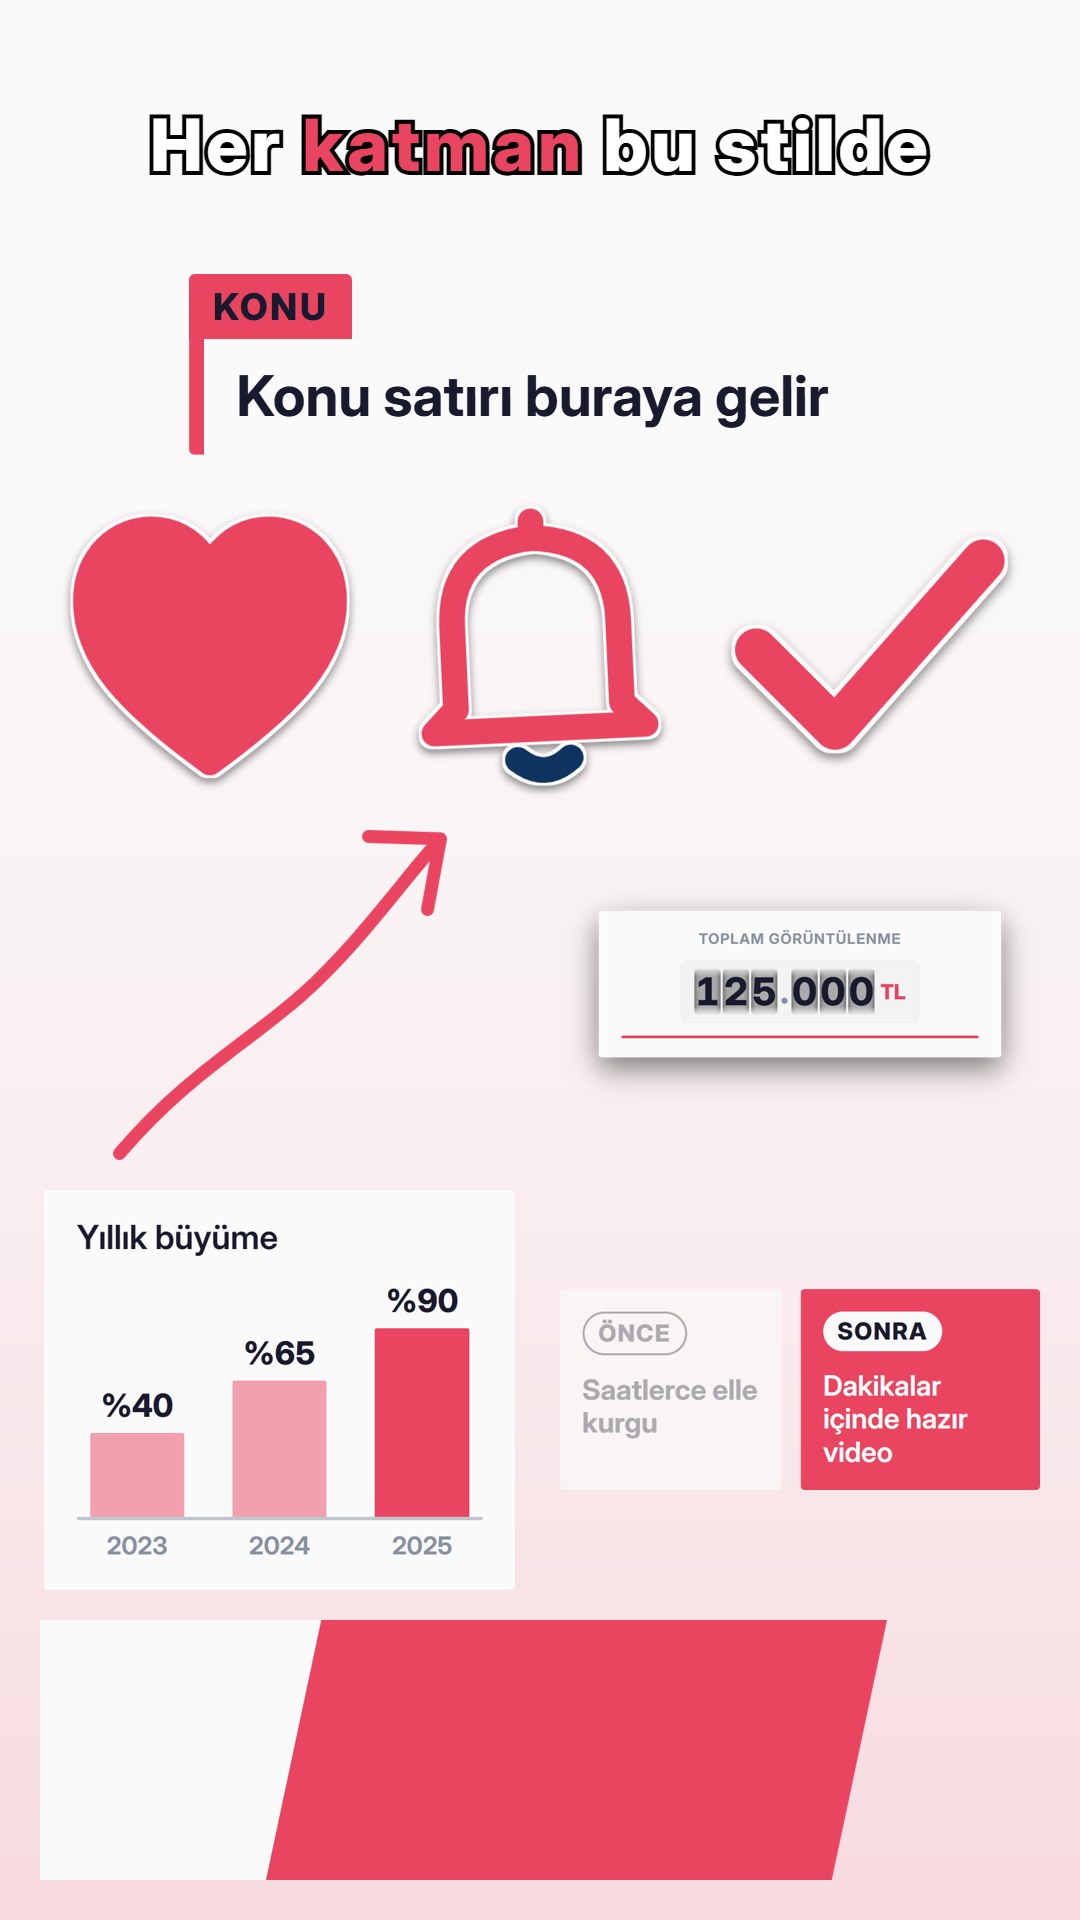 Her katman bu stilde
KONU
Konu satırı buraya gelir
TOPLAM GÖRÜNTÜLENME
125.000 TL
Yıllık büyüme
%90
%65
%40
2023 2024 2025
ÖNCE
Saatlerce elle
kurgu
SONRA
Dakikalar
içinde hazır
video